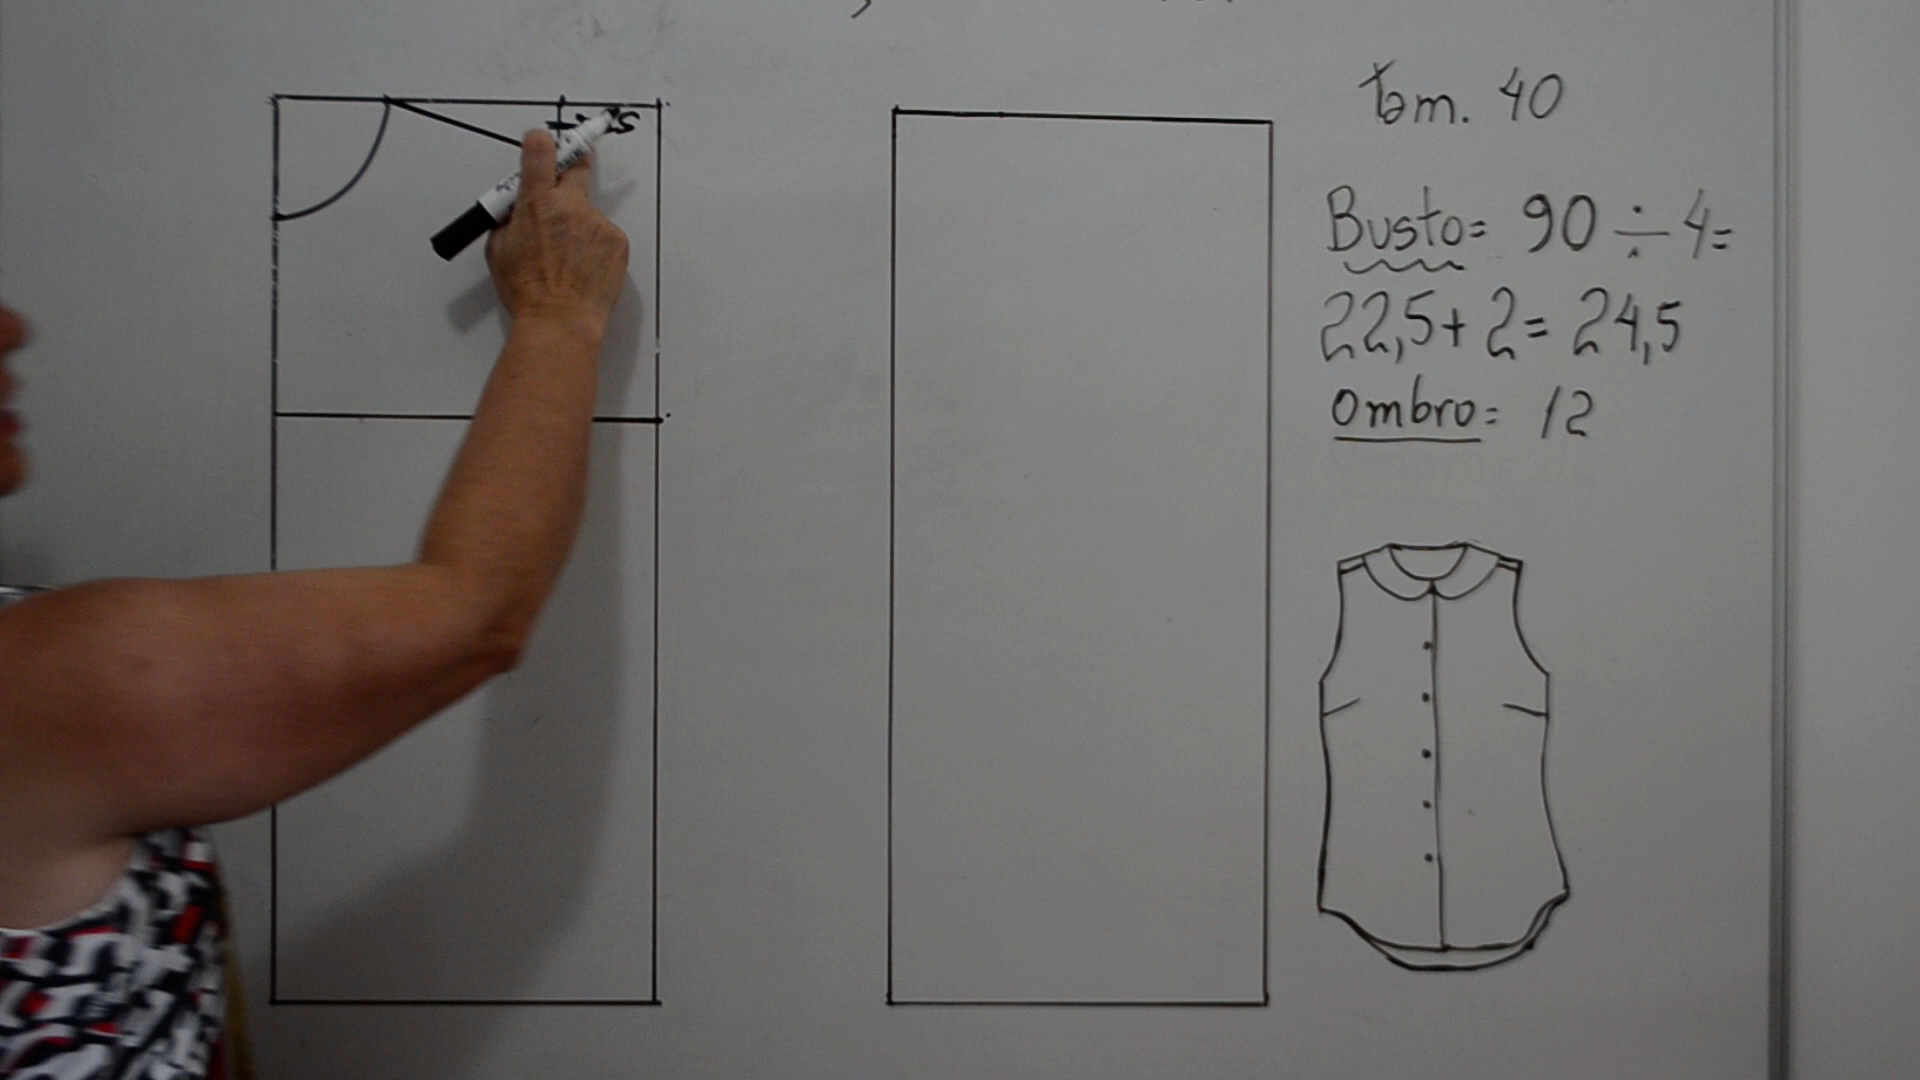 Tam. 40
Busto= 90 ÷ 4=
22,5+ 2= 24,5
Ombro= 12